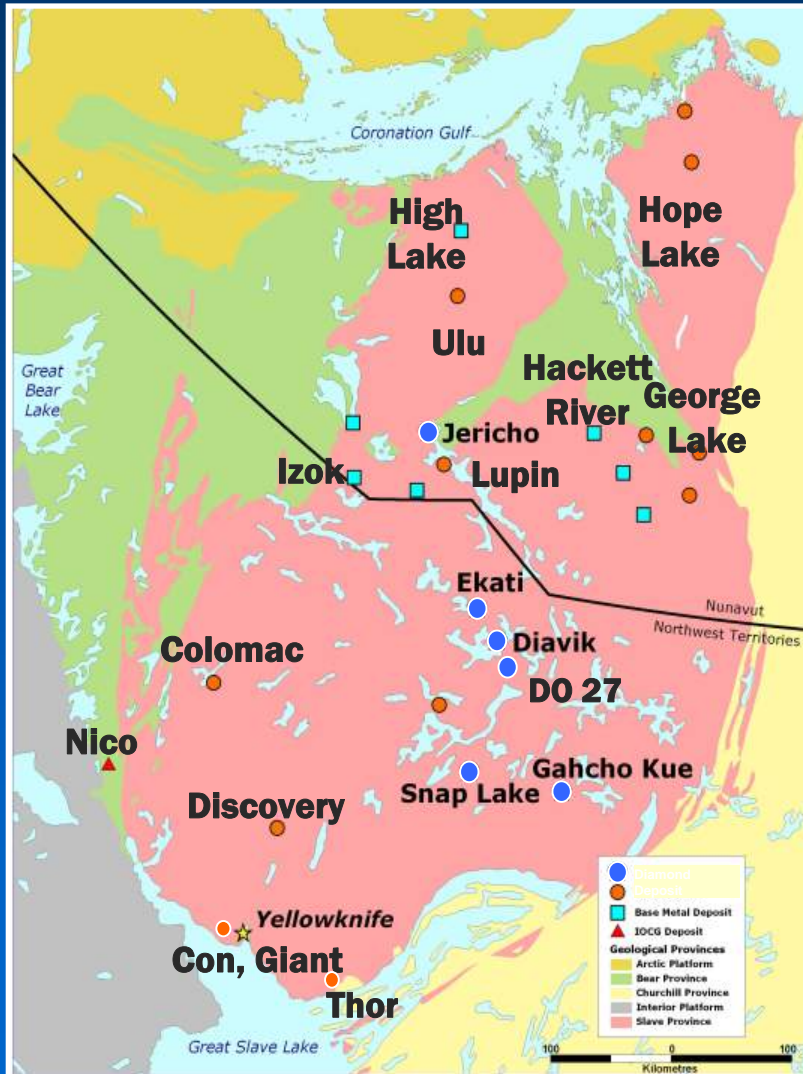 Coronation Gulf
High
Lake
Hope
Lake
Ulu
Great
Bear
Lake
Hackett
River
George
Lake
Jericho
Izok
Lupin
Ekati
Nunavut
Northwest Territories
Diavik
Colomac
DO 27
Nico
Gahcho Kue
Snap Lake
Discovery
Yellowknife
Con, Giant
Thor
Great Slave Lake
Diamond
Deposit
Base Metal Deposit
IOCG Deposit
Geological Provinces
Arctic Platform
Bear Province
Churchill Province
Interior Platform
Slave Province
100 0 100
Kilometres